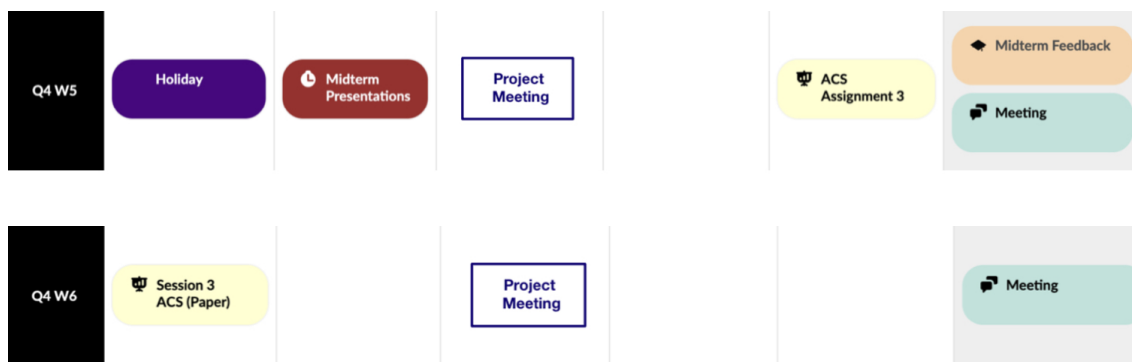 Q4 W5
Holiday
Midterm
Presentations
Project
Meeting
ACS
Assignment 3
Midterm Feedback
Meeting
Q4 W6
Session 3
ACS (Paper)
Project
Meeting
Meeting